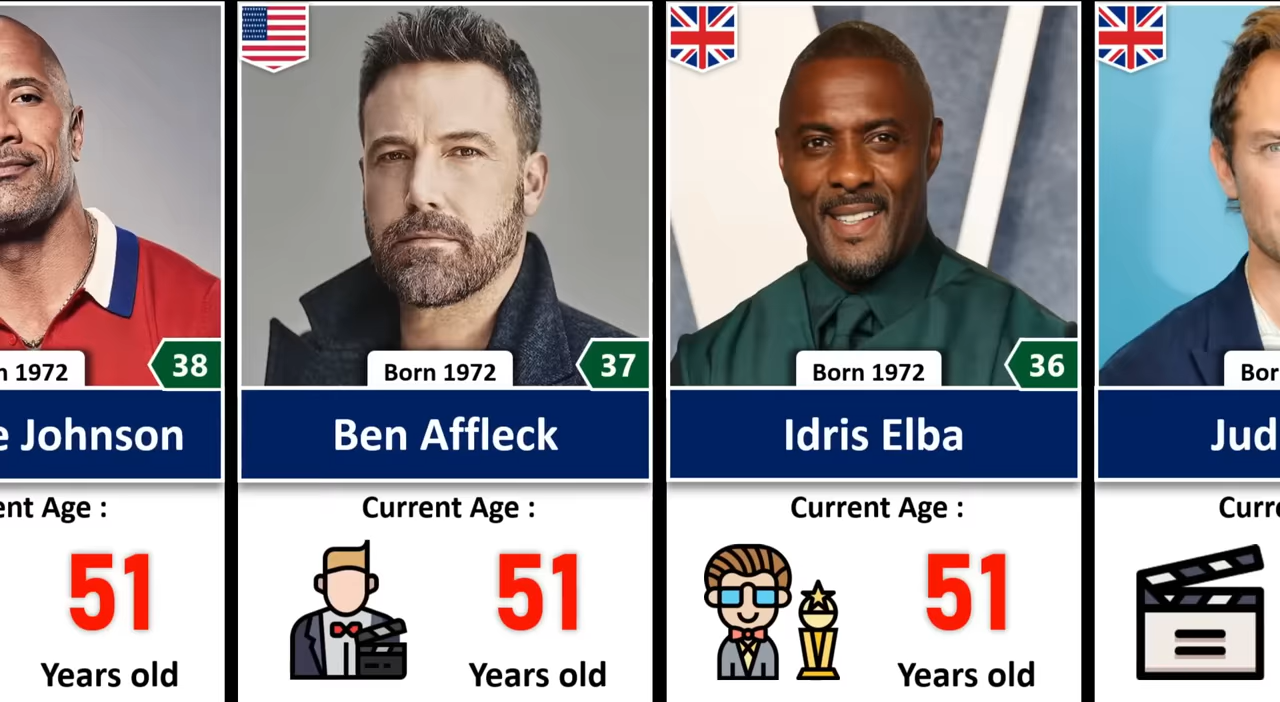 n 1972
38
e Johnson
ent Age :
51
Years old
Born 1972
37
Ben Affleck
Current Age :
51
Years old
Born 1972
36
Idris Elba
Current Age :
51
Years old
Bor
Jud
Curre